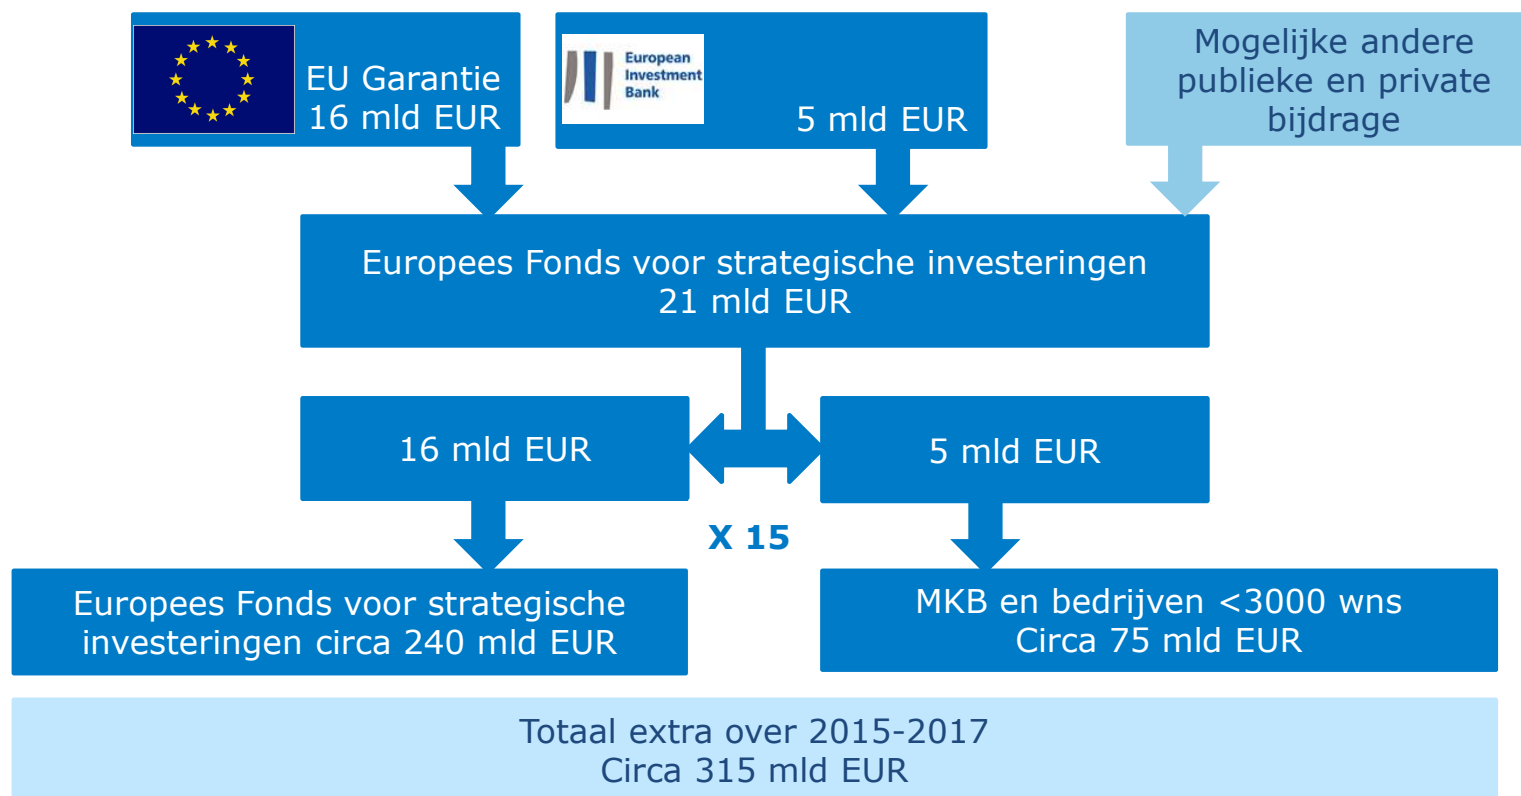 EU Garantie
16 mld EUR
European
Investment
Bank
5 mld EUR
Mogelijke andere
publieke en private
bijdrage
Europees Fonds voor strategische investeringen
21 mld EUR
16 mld EUR
5 mld EUR
X 15
Europees Fonds voor strategische
investeringen circa 240 mld EUR
MKB en bedrijven <3000 wns
Circa 75 mld EUR
Totaal extra over 2015-2017
Circa 315 mld EUR